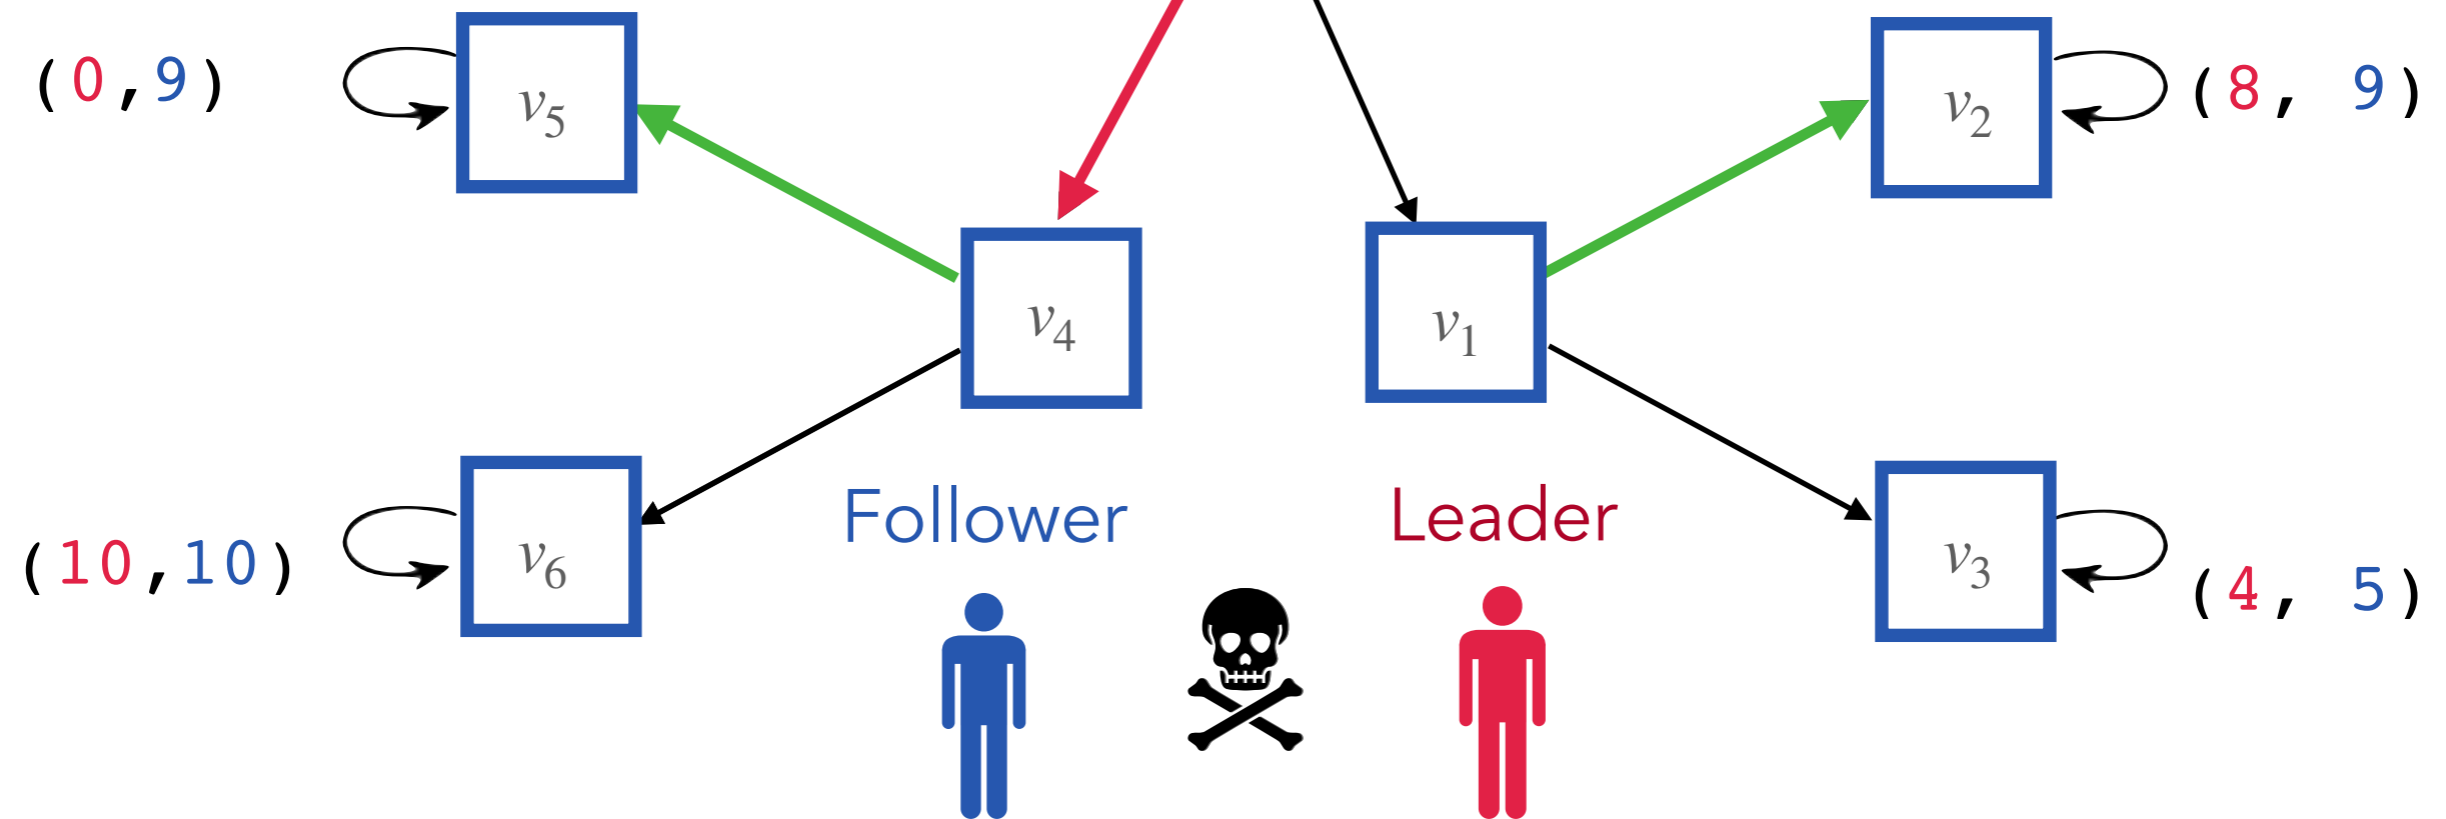 (0,9)
v5
v2
(8, 9)
v4
v1
Follower
Leader
(10,10)
v6
v3
(4, 5)